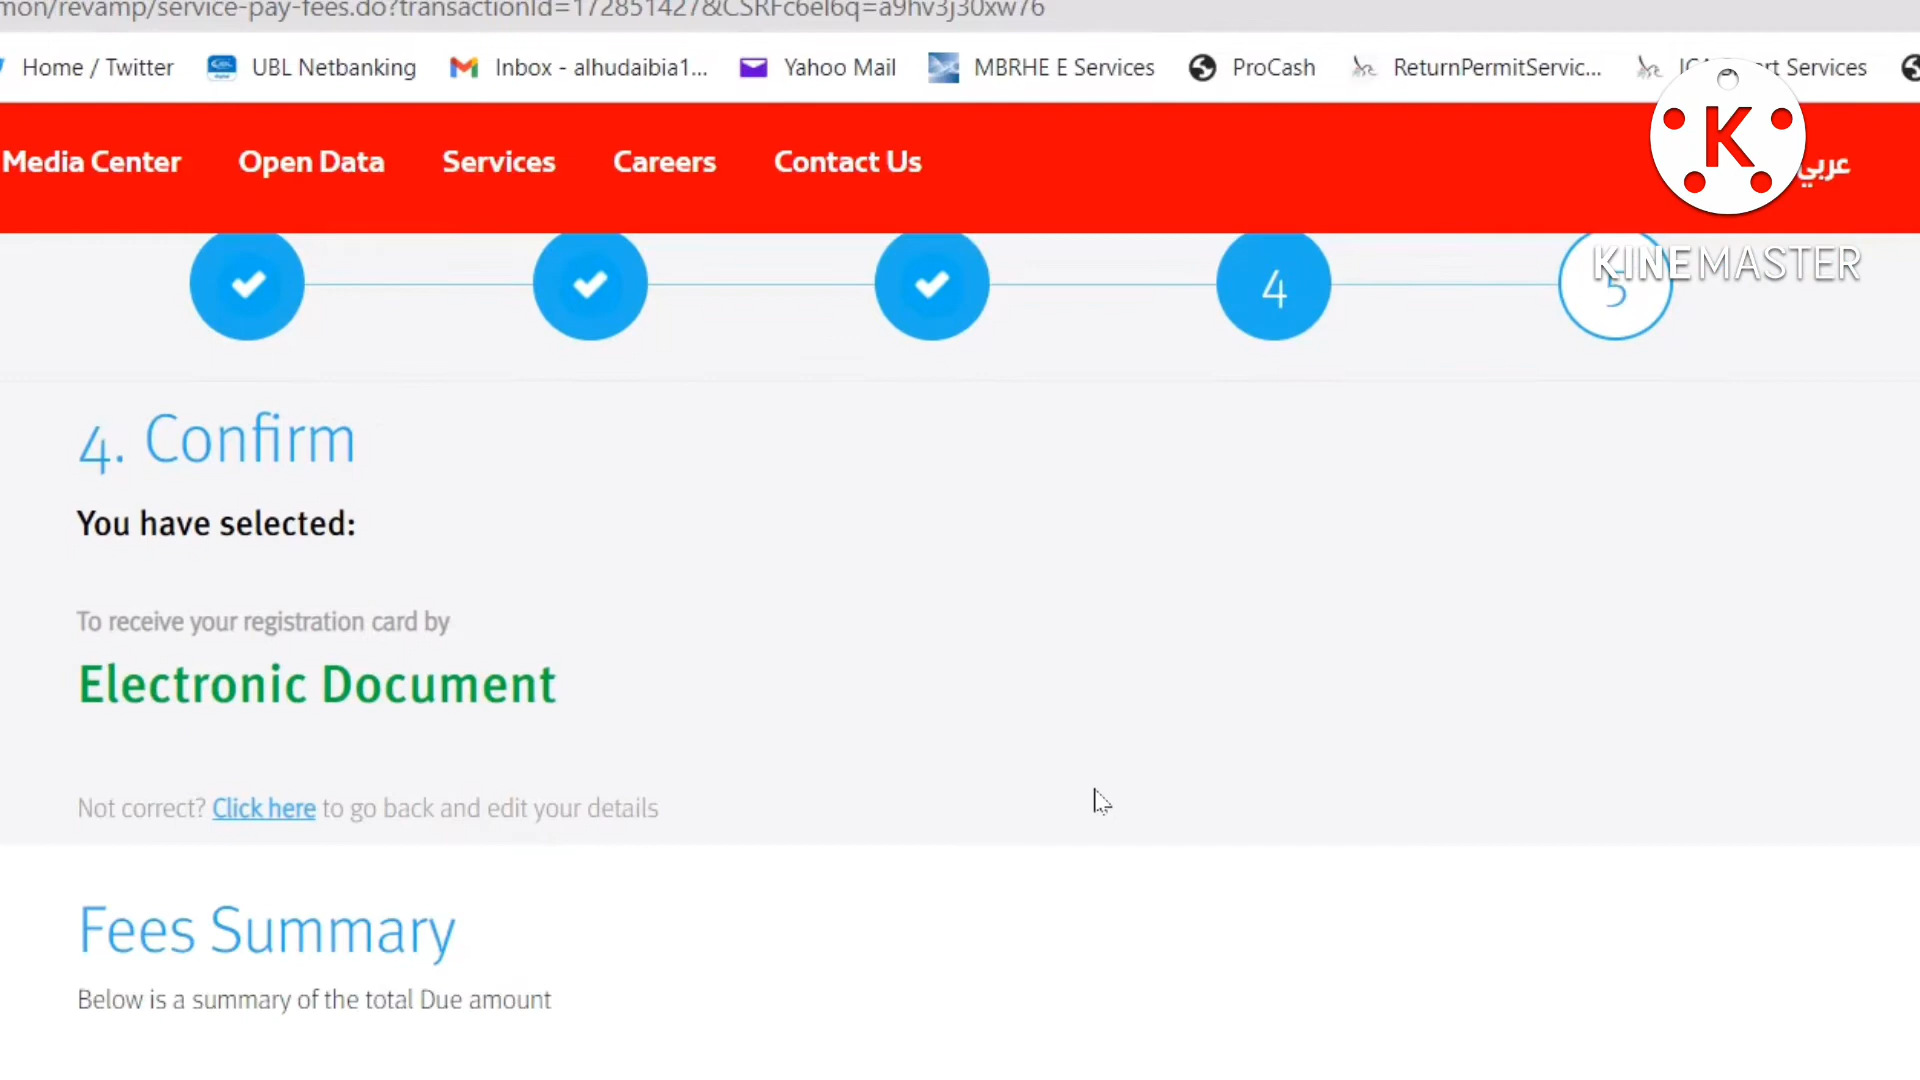 mon/revamp/service-pay-fees.do?transactionId=172851427&CSRFc6el6q=a9hv3j30xw76
Home / Twitter UBL Netbanking Inbox - alhudaibia1... Yahoo Mail MBRHE E Services ProCash ReturnPermitServic... Services
Media Center Open Data Services Careers Contact Us عربي
K
KINEMASTER
4 5
4. Confirm
You have selected:
To receive your registration card by
Electronic Document
Not correct? Click here to go back and edit your details
Fees Summary
Below is a summary of the total Due amount